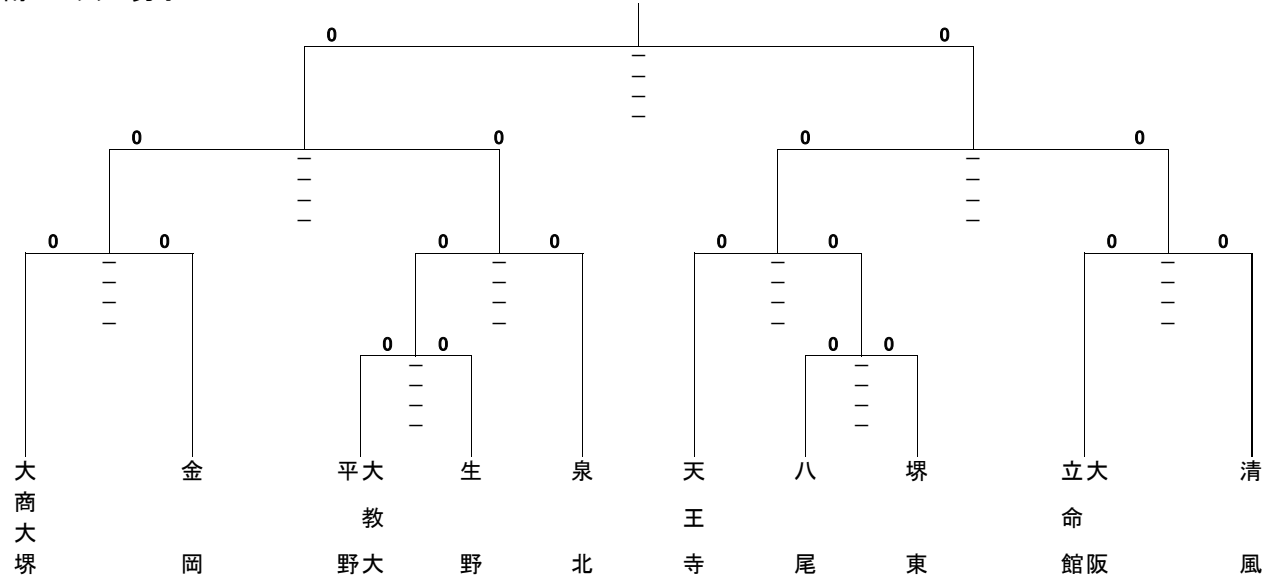 0 0
—
—
—
—
0 0 0 0
— —
— —
— —
— —
0 0 0 0 0 0 0 0
— — — —
— — — —
— — — —
— — — —
0 0 0 0
— —
— —
— —
— —
大商大堺
金岡
大教大
平野
生野
泉北
天王寺
八尾
堺東
大阪
立命館
清風